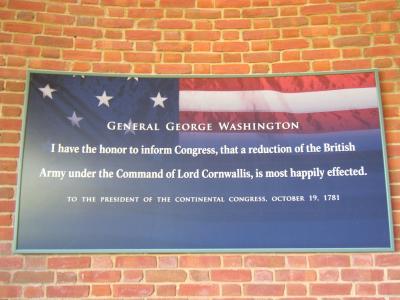 GENERAL GEORGE WASHINGTON
I have the honor to inform Congress, that a reduction of the British
Army under the Command of Lord Cornwallis, is most happily effected.
TO THE PRESIDENT OF THE CONTINENTAL CONGRESS, OCTOBER 19, 1781